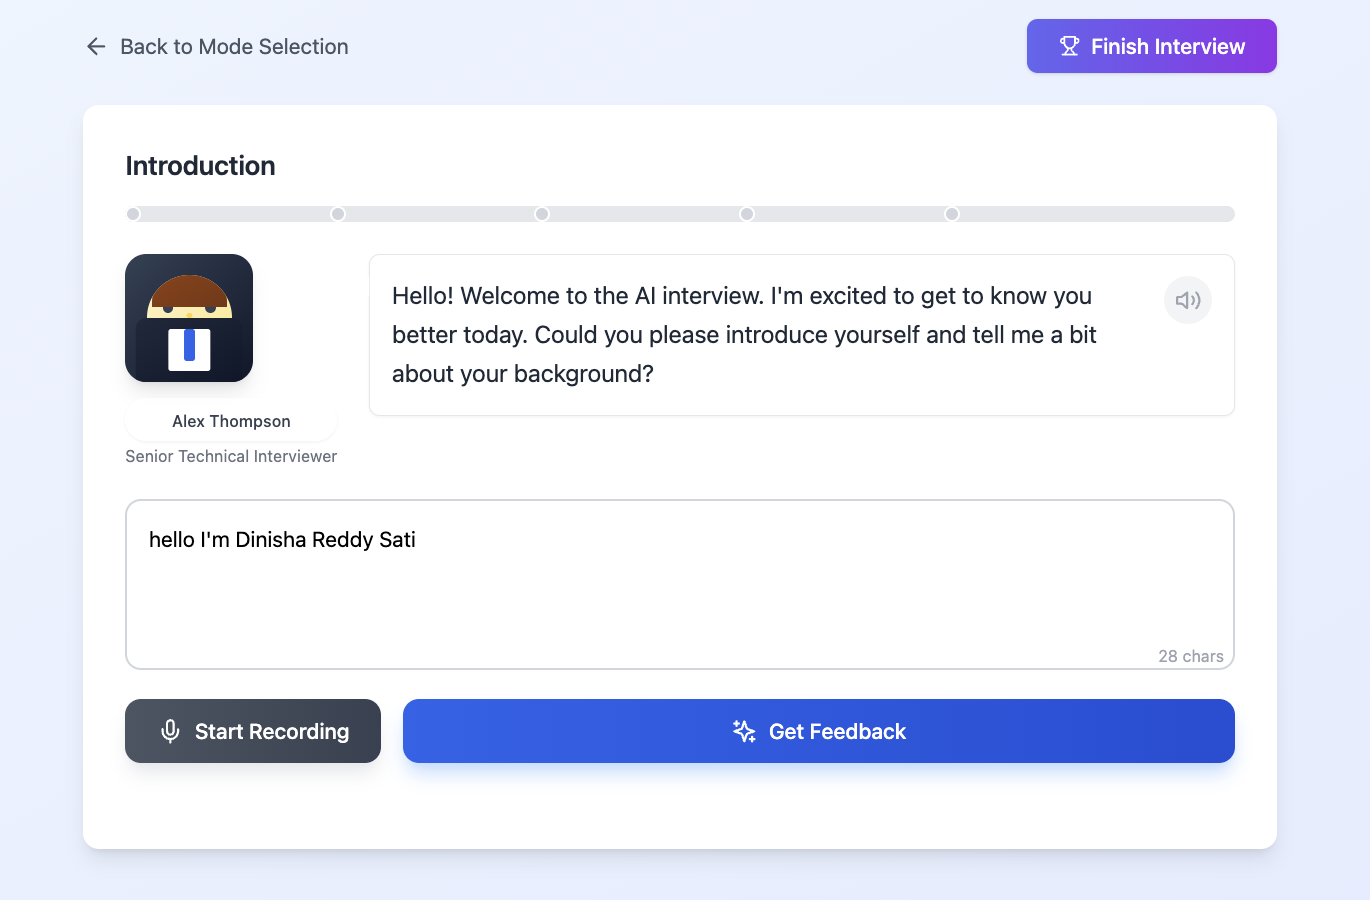 Back to Mode Selection
Finish Interview
Introduction
Hello! Welcome to the AI interview. I'm excited to get to know you
better today. Could you please introduce yourself and tell me a bit
about your background?
Alex Thompson
Senior Technical Interviewer
hello I'm Dinisha Reddy Sati
28 chars
Start Recording
Get Feedback